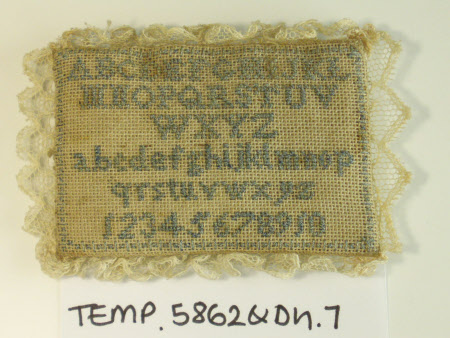 ABCDEFGHIJKL
MNOPQRSTUV
WXYZ
abcdefghijklmnop
qrstuvwxyz
12345678910
TEMP. 5862&Dn.7